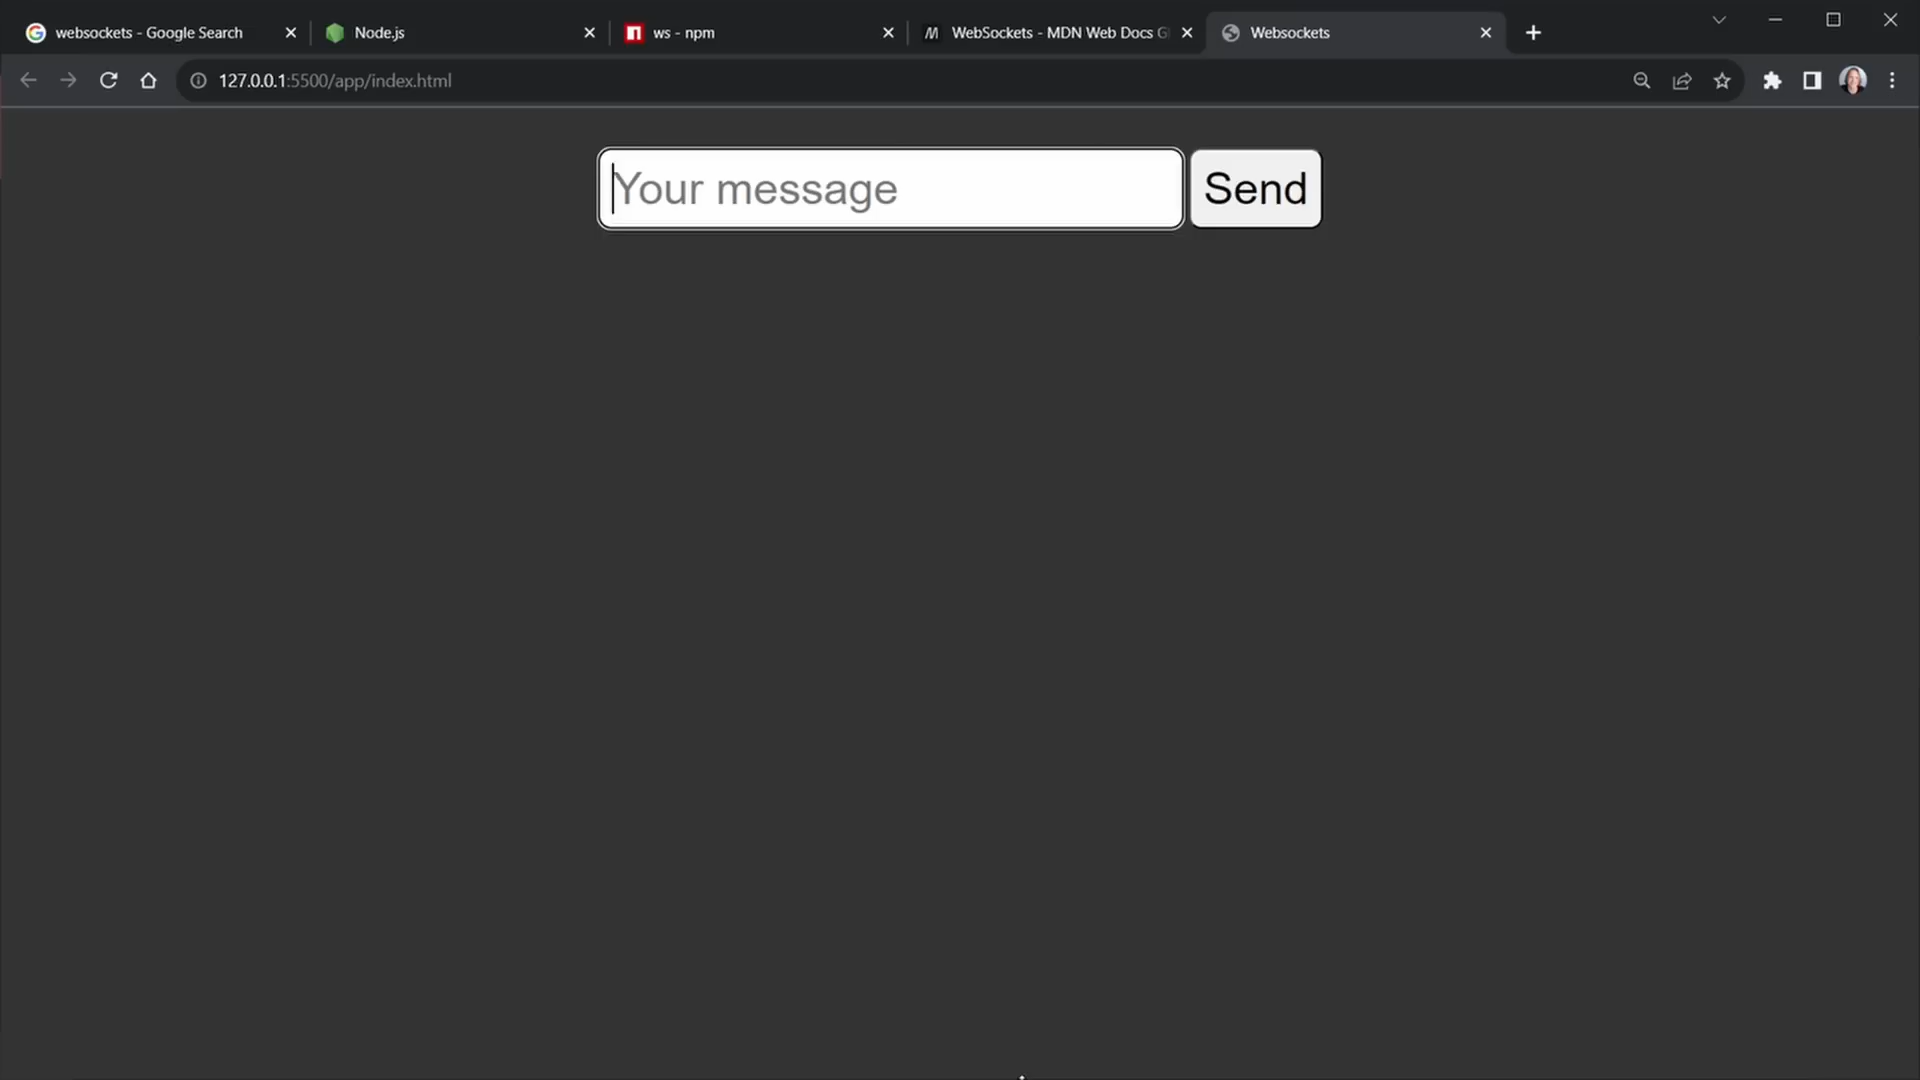 websockets - Google Search
Node.js
ws - npm
WebSockets - MDN Web Docs G
Websockets
127.0.0.1:5500/app/index.html
Your message
Send